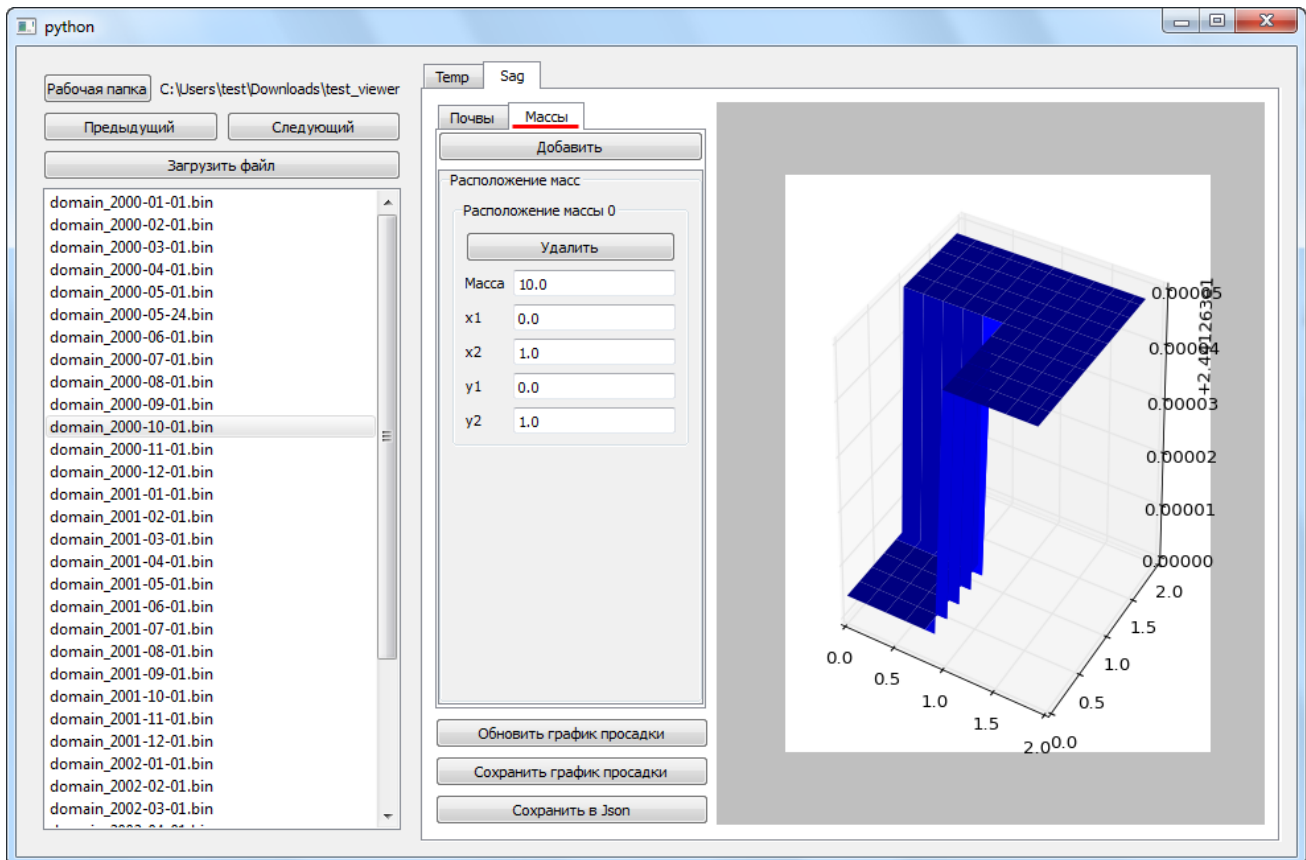 python
Рабочая папка C:\Users\test\Downloads\test_viewer
Предыдущий Следующий
Загрузить файл
domain_2000-01-01.bin
domain_2000-02-01.bin
domain_2000-03-01.bin
domain_2000-04-01.bin
domain_2000-05-01.bin
domain_2000-05-24.bin
domain_2000-06-01.bin
domain_2000-07-01.bin
domain_2000-08-01.bin
domain_2000-09-01.bin
domain_2000-10-01.bin
domain_2000-11-01.bin
domain_2000-12-01.bin
domain_2001-01-01.bin
domain_2001-02-01.bin
domain_2001-03-01.bin
domain_2001-04-01.bin
domain_2001-05-01.bin
domain_2001-06-01.bin
domain_2001-07-01.bin
domain_2001-08-01.bin
domain_2001-09-01.bin
domain_2001-10-01.bin
domain_2001-11-01.bin
domain_2001-12-01.bin
domain_2002-01-01.bin
domain_2002-02-01.bin
domain_2002-03-01.bin
Temp Sag
Почвы Массы
Добавить
Расположение масс
Расположение массы 0
Удалить
Масса 10.0
x1 0.0
x2 1.0
y1 0.0
y2 1.0
Обновить график просадки
Сохранить график просадки
Сохранить в Json
0.00005
0.00004
0.00003
0.00002
0.00001
0.00000
2.0
1.5
1.0
0.5
0.0
0.0
0.5
1.0
1.5
2.0